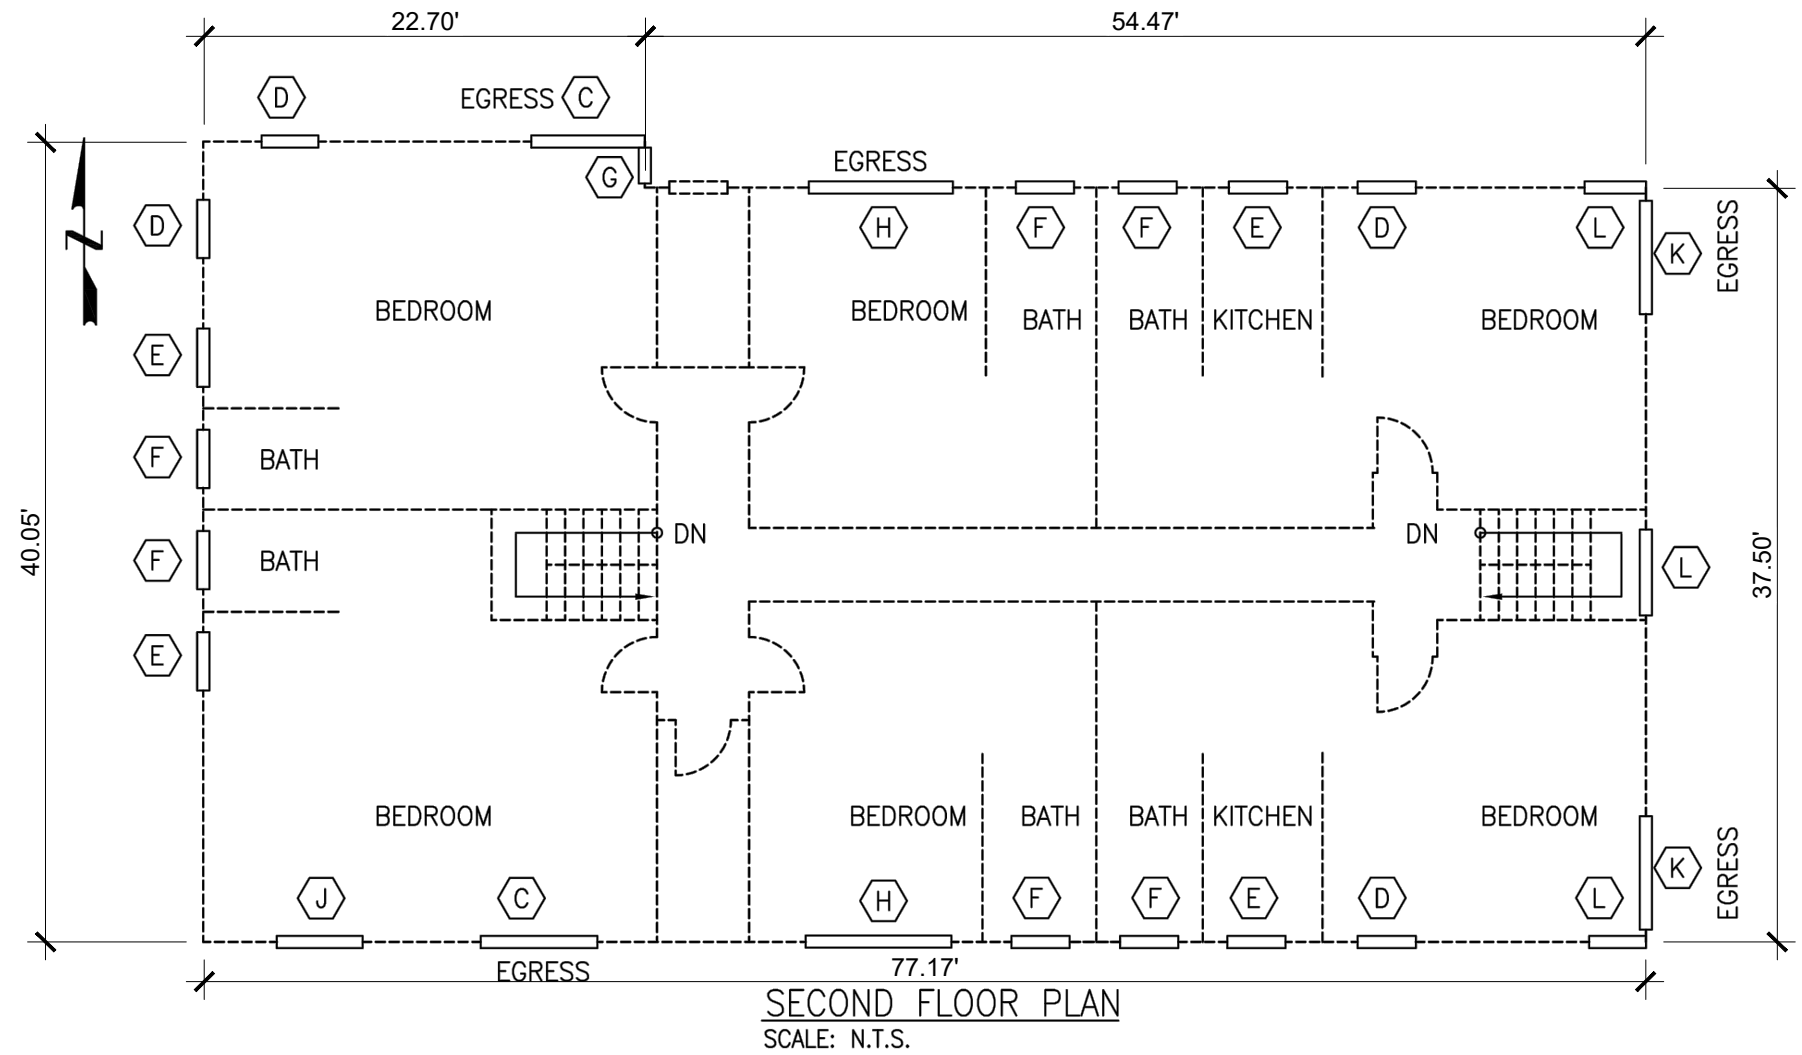 22.70' 54.47'
D EGRESS C
EGRESS
G
D H F F E D L K EGRESS
BEDROOM BEDROOM BATH BATH KITCHEN BEDROOM
E
F BATH
DN DN
40.05' F BATH L 37.50'
E
BEDROOM BEDROOM BATH BATH KITCHEN BEDROOM
J C H F F E D L K EGRESS
EGRESS 77.17'
SECOND FLOOR PLAN
SCALE: N.T.S.
N